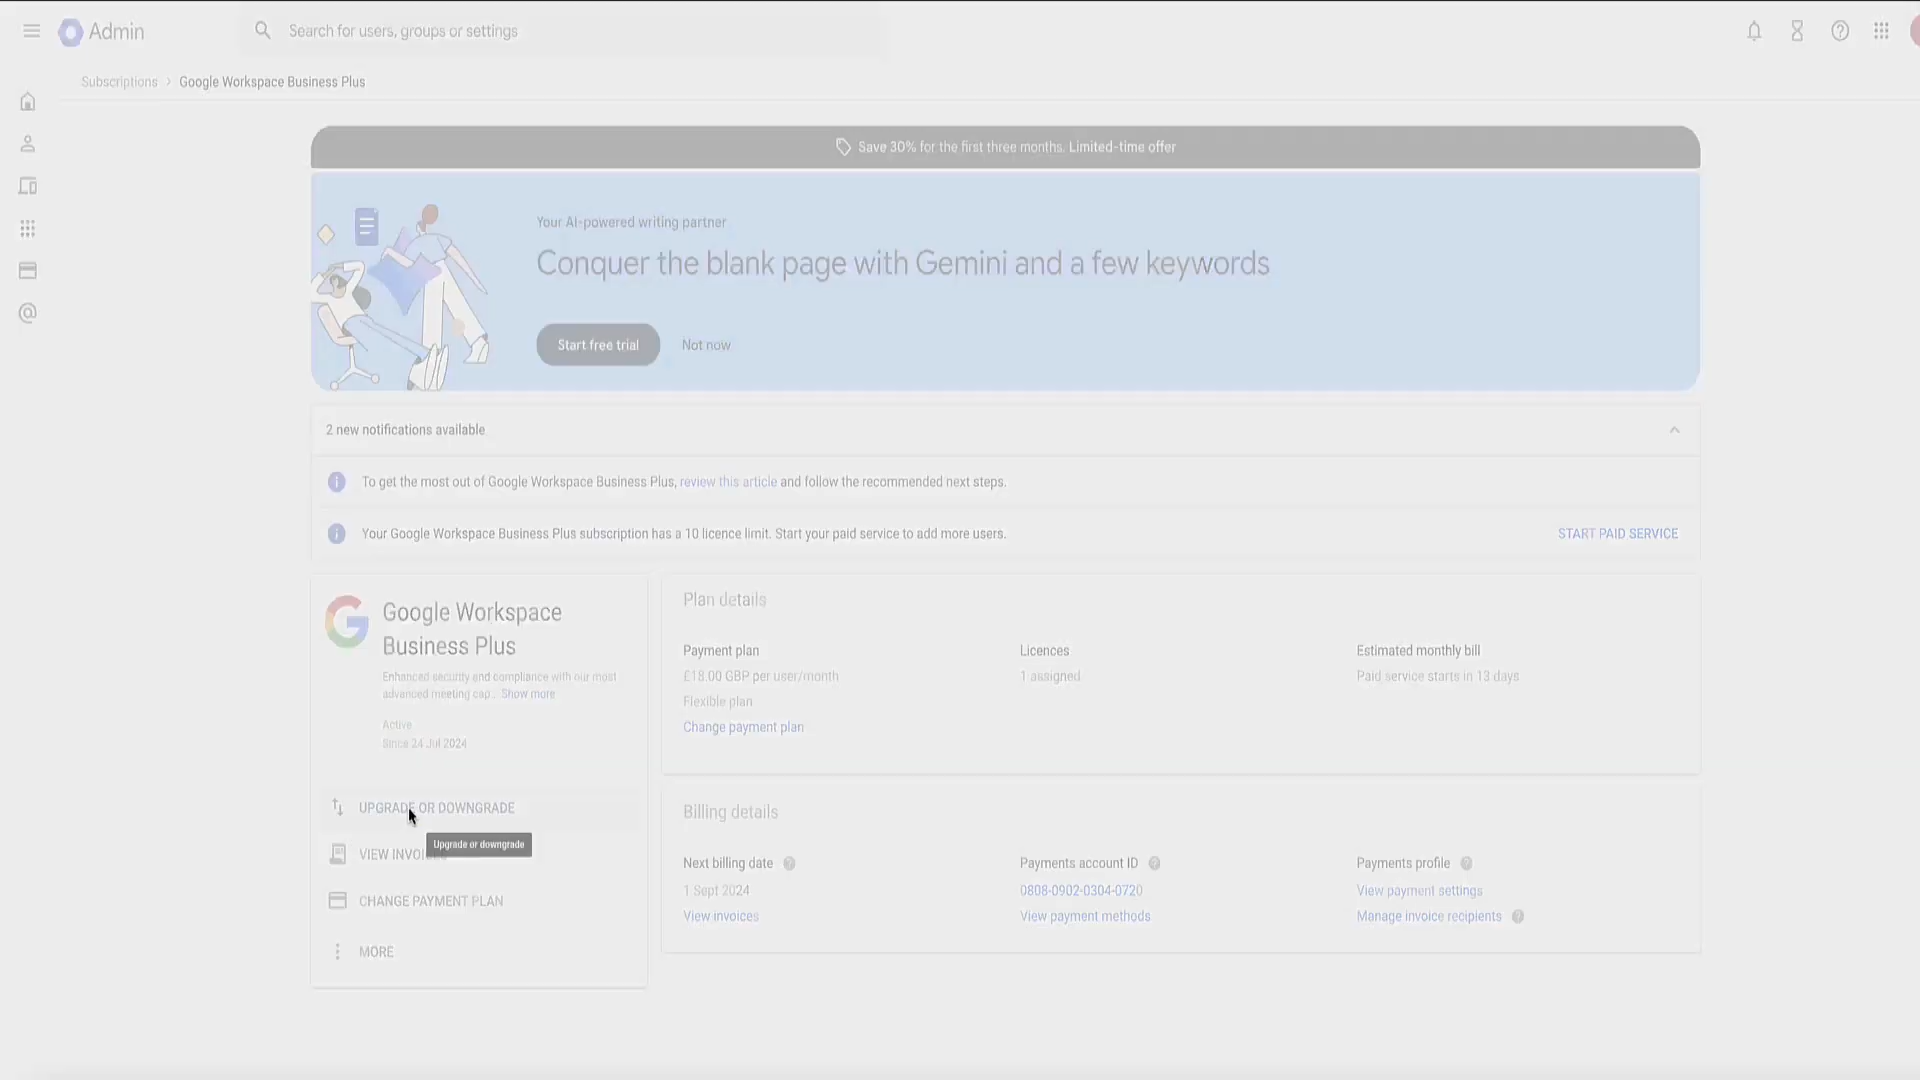 Admin
Search for users, groups or settings
Subscriptions > Google Workspace Business Plus
Save 30% for the first three months. Limited-time offer
Your AI-powered writing partner
Conquer the blank page with Gemini and a few keywords
Start free trial
Not now
2 new notifications available
To get the most out of Google Workspace Business Plus, review this article and follow the recommended next steps.
Your Google Workspace Business Plus subscription has a 10 licence limit. Start your paid service to add more users.
START PAID SERVICE
Google Workspace
Business Plus
Enhanced security and compliance with our most
advanced meeting cap... Show more
Active
Since 24 Jul 2024
UPGRADE OR DOWNGRADE
Upgrade or downgrade
VIEW
CHANGE PAYMENT PLAN
MORE
Plan details
Payment plan
£18.00 GBP per user/month
Flexible plan
Change payment plan
Licences
1 assigned
Estimated monthly bill
Paid service starts in 13 days
Billing details
Next billing date
1 Sept 2024
View invoices
Payments account ID
0808-0902-0304-0720
View payment methods
Payments profile
View payment settings
Manage invoice recipients